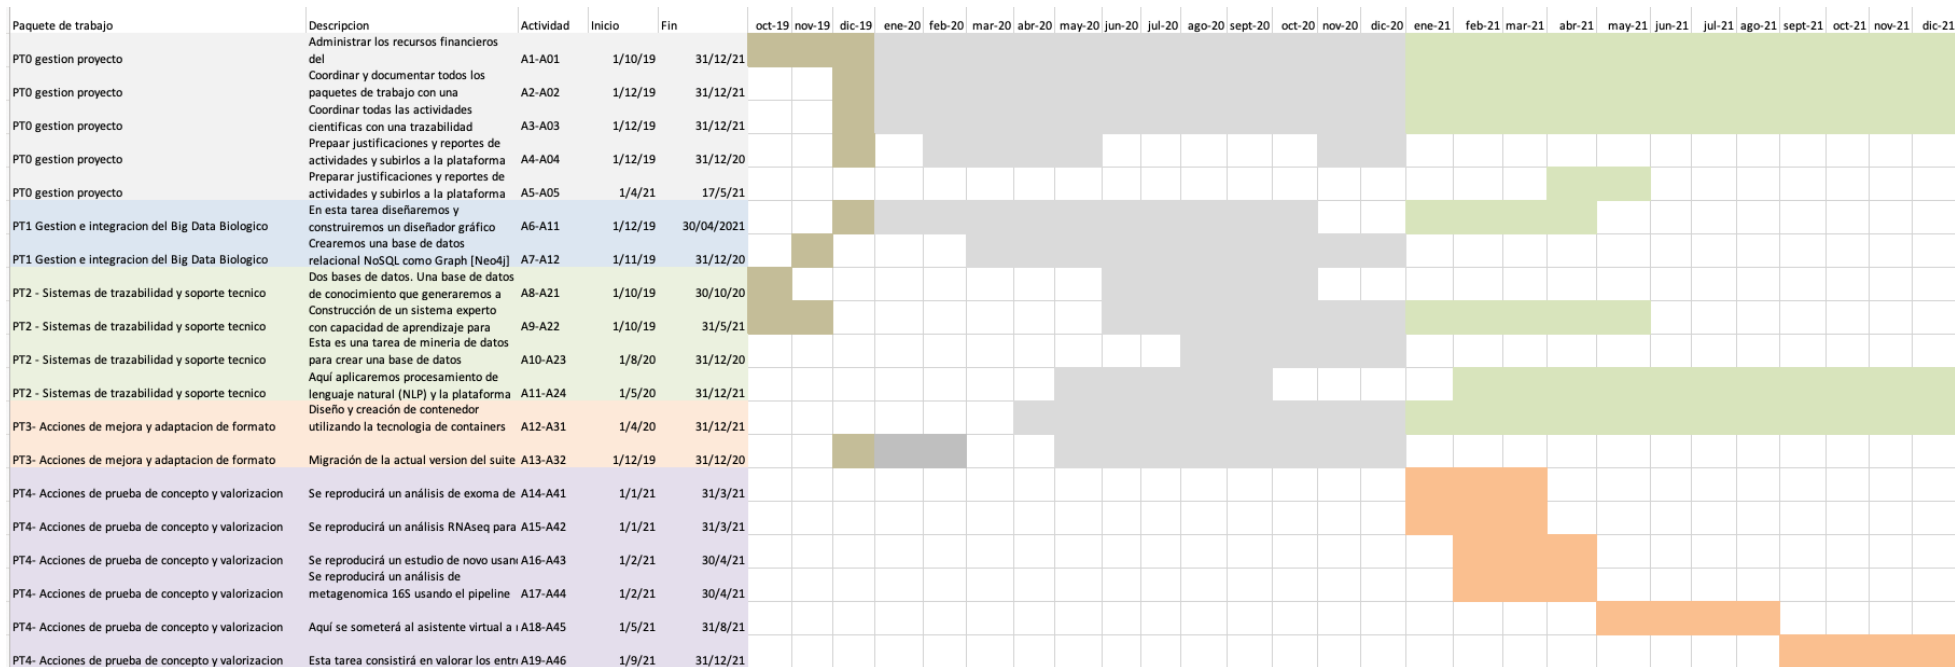 Paquete de trabajo Descripcion Actividad Inicio Fin oct-19 nov-19 dic-19 ene-20 feb-20 mar-20 abr-20 may-20 jun-20 jul-20 ago-20 sept-20 oct-20 nov-20 dic-20 ene-21 feb-21 mar-21 abr-21 may-21 jun-21 jul-21 ago-21 sept-21 oct-21 nov-21 dic-21
Administrar los recursos financieros
PT0 gestion proyecto del A1-A01 1/10/19 31/12/21
Coordinar y documentar todos los
PT0 gestion proyecto paquetes de trabajo con una A2-A02 1/12/19 31/12/21
Coordinar todas las actividades
PT0 gestion proyecto cientificas con una trazabilidad A3-A03 1/12/19 31/12/21
Prepaar justificaciones y reportes de
PT0 gestion proyecto actividades y subirlos a la plataforma A4-A04 1/12/19 31/12/20
Preparar justificaciones y reportes de
PT0 gestion proyecto actividades y subirlos a la plataforma A5-A05 1/4/21 17/5/21
En esta tarea diseñaremos y
PT1 Gestion e integracion del Big Data Biologico construiremos un diseñador gráfico A6-A11 1/12/19 30/04/2021
Crearemos una base de datos
PT1 Gestion e integracion del Big Data Biologico relacional NoSQL como Graph [Neo4j] A7-A12 1/11/19 31/12/20
Dos bases de datos. Una base de datos
PT2 - Sistemas de trazabilidad y soporte tecnico de conocimiento que generaremos a A8-A21 1/10/19 30/10/20
Construcción de un sistema experto
PT2 - Sistemas de trazabilidad y soporte tecnico con capacidad de aprendizaje para A9-A22 1/10/19 31/5/21
Esta es una tarea de mineria de datos
PT2 - Sistemas de trazabilidad y soporte tecnico para crear una base de datos A10-A23 1/8/20 31/12/20
Aquí aplicaremos procesamiento de
PT2 - Sistemas de trazabilidad y soporte tecnico lenguaje natural (NLP) y la plataforma A11-A24 1/5/20 31/12/21
Diseño y creación de contenedor
PT3- Acciones de mejora y adaptacion de formato utilizando la tecnologia de containers A12-A31 1/4/20 31/12/21
PT3- Acciones de mejora y adaptacion de formato Migración de la actual version del suite A13-A32 1/12/19 31/12/20
PT4- Acciones de prueba de concepto y valorizacion Se reproducirá un análisis de exoma de A14-A41 1/1/21 31/3/21
PT4- Acciones de prueba de concepto y valorizacion Se reproducirá un análisis RNAseq para A15-A42 1/1/21 31/3/21
PT4- Acciones de prueba de concepto y valorizacion Se reproducirá un estudio de novo usan A16-A43 1/2/21 30/4/21
Se reproducirá un análisis de
PT4- Acciones de prueba de concepto y valorizacion metagenomica 16S usando el pipeline A17-A44 1/2/21 30/4/21
PT4- Acciones de prueba de concepto y valorizacion Aquí se someterá al asistente virtual a A18-A45 1/5/21 31/8/21
PT4- Acciones de prueba de concepto y valorizacion Esta tarea consistirá en valorar los entr A19-A46 1/9/21 31/12/21